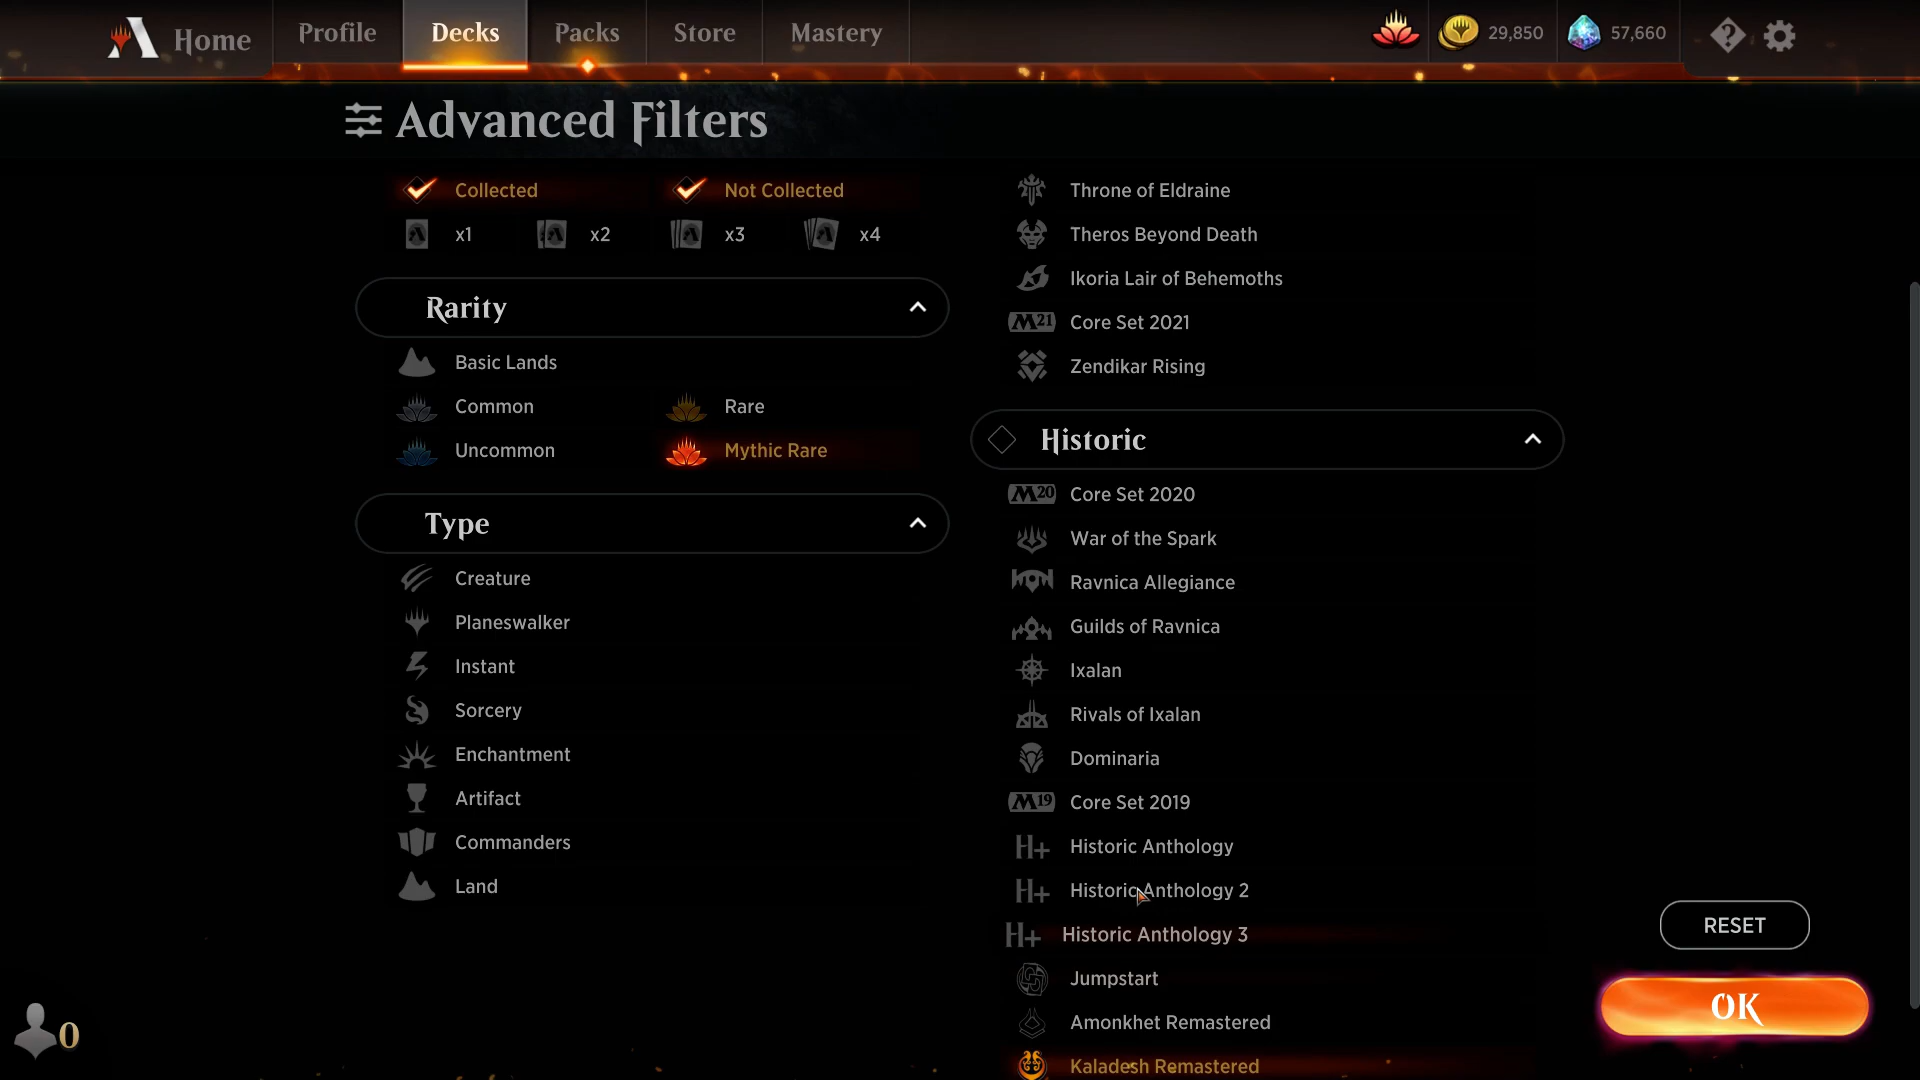 Home
Profile
Decks
Packs
Store
Mastery
29,850
57,660
?
Advanced Filters
Collected
Not Collected
x1
x2
x3
x4
Rarity
Basic Lands
Common
Rare
Uncommon
Mythic Rare
Type
Creature
Planeswalker
Instant
Sorcery
Enchantment
Artifact
Commanders
Land
Throne of Eldraine
Theros Beyond Death
Ikoria Lair of Behemoths
M21 Core Set 2021
Zendikar Rising
Historic
M20 Core Set 2020
War of the Spark
Ravnica Allegiance
Guilds of Ravnica
Ixalan
Rivals of Ixalan
Dominaria
M19 Core Set 2019
H+ Historic Anthology
H+ Historic Anthology 2
H+ Historic Anthology 3
Jumpstart
Amonkhet Remastered
Kaladesh Remastered
RESET
OK
0